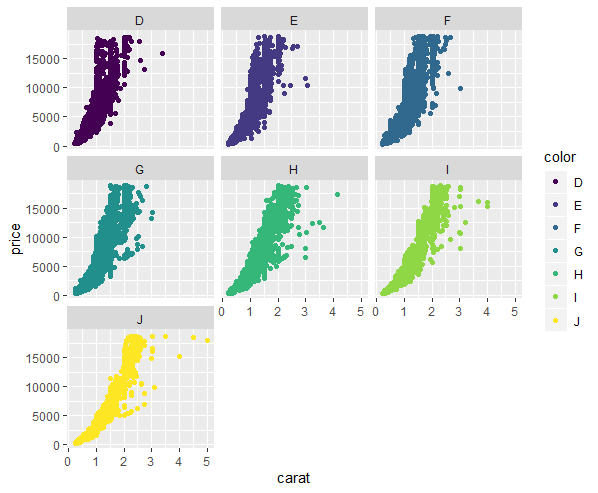 D E F
15000
10000
5000
0
color
D
E
F
G
H
I
J
G H I
price
15000
10000
5000
0
0 1 2 3 4 5 0 1 2 3 4 5
J
15000
10000
5000
0
0 1 2 3 4 5
carat